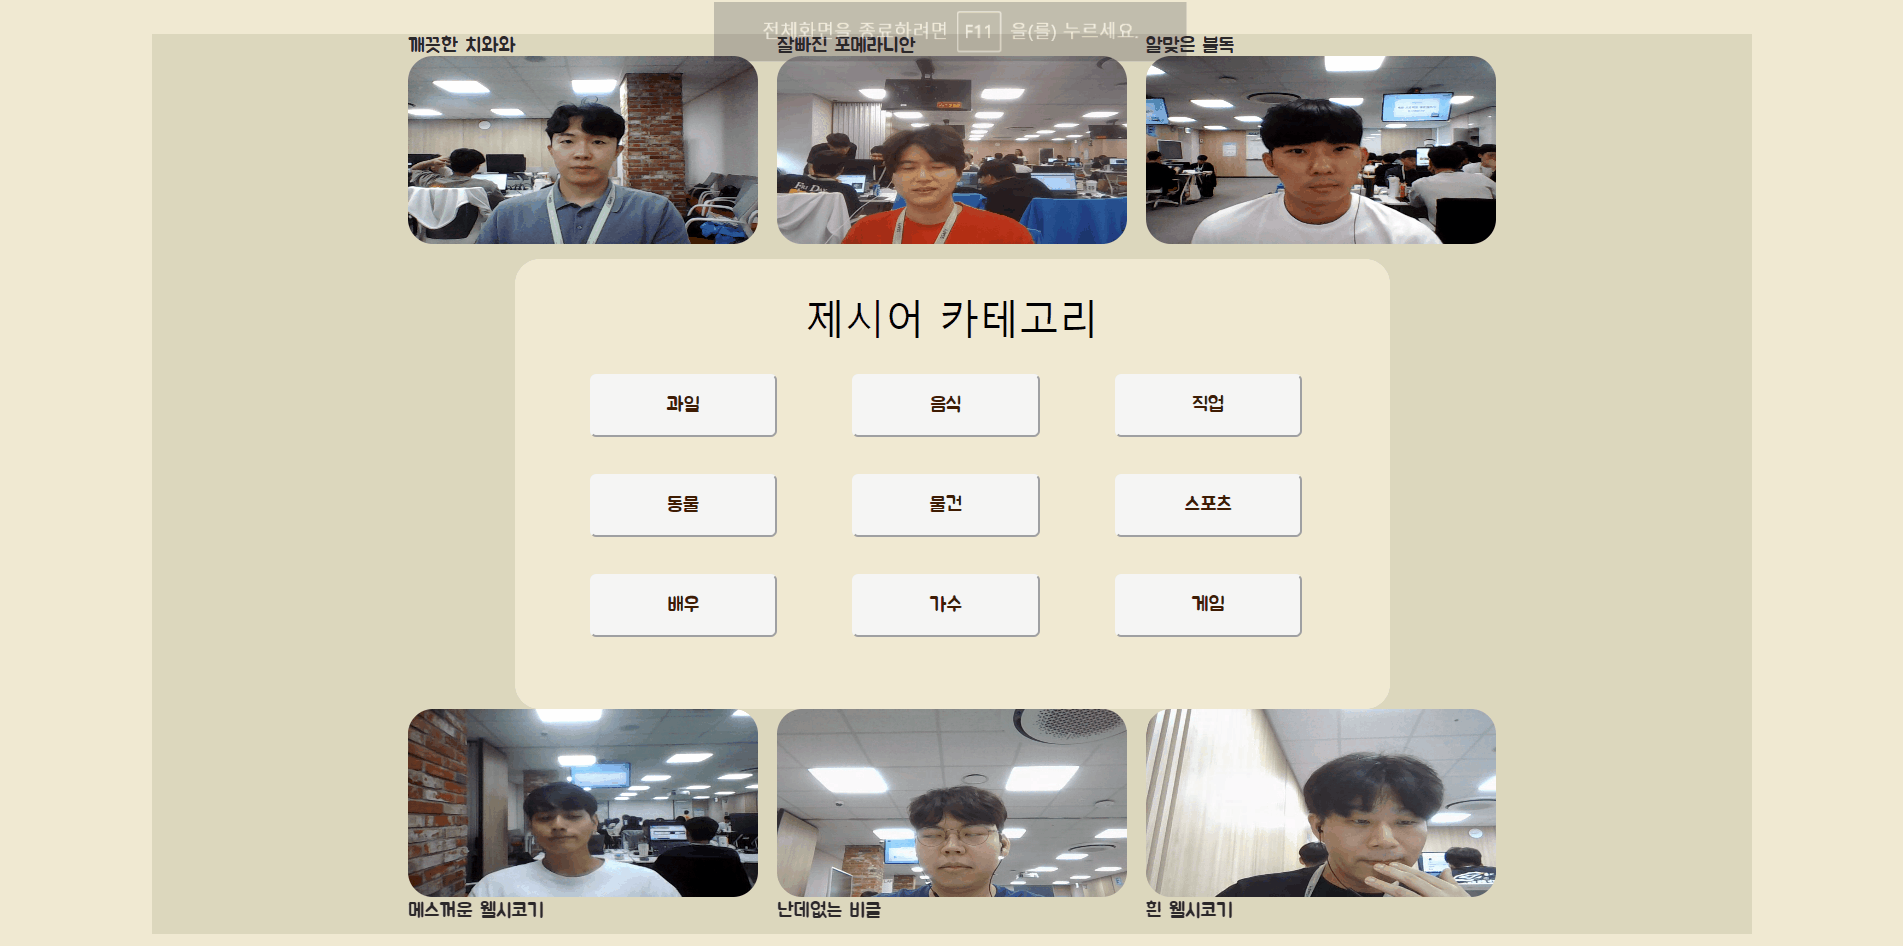 전체화면을 종료하려면 F11 을(를) 누르세요.
깨끗한 치와와
잘빠진 포메라니안
알맞은 불독
제시어 카테고리
과일
음식
직업
동물
물건
스포츠
배우
가수
게임
메스꺼운 웰시코기
난데없는 비글
흰 웰시코기